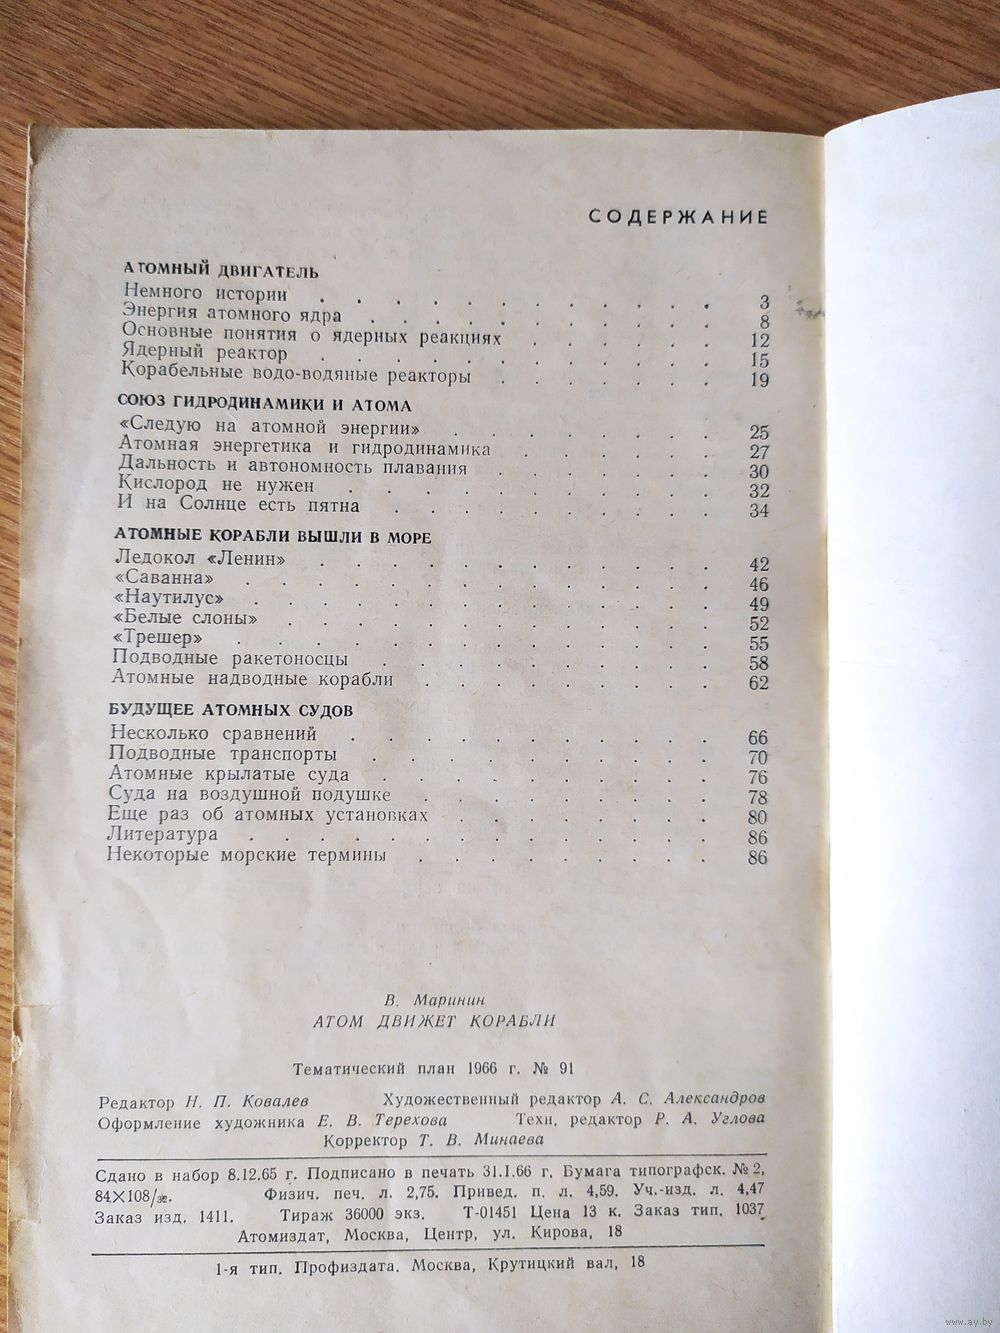 СОДЕРЖАНИЕ
АТОМНЫЙ ДВИГАТЕЛЬ
Немного истории . . . . . . . . . . . 3
Энергия атомного ядра . . . . . . . . . . 8
Основные понятия о ядерных реакциях . . . . . . 12
Ядерный реактор . . . . . . . . . . . 15
Корабельные водо-водяные реакторы . . . . . . . 19
СОЮЗ ГИДРОДИНАМИКИ И АТОМА
«Следую на атомной энергии» . . . . . . . . 25
Атомная энергетика и гидродинамика . . . . . . 27
Дальность и автономность плавания . . . . . . . 30
Кислород не нужен . . . . . . . . . . 32
И на Солнце есть пятна . . . . . . . . . 34
АТОМНЫЕ КОРАБЛИ ВЫШЛИ В МОРЕ
Ледокол «Ленин» . . . . . . . . . . . 42
«Саванна» . . . . . . . . . . . . . 46
«Наутилус» . . . . . . . . . . . . . 49
«Белые слоны» . . . . . . . . . . . . 52
«Трешер» . . . . . . . . . . . . . 55
Подводные ракетоносцы . . . . . . . . . . 58
Атомные надводные корабли . . . . . . . . . 62
БУДУЩЕЕ АТОМНЫХ СУДОВ
Несколько сравнений . . . . . . . . . . 66
Подводные транспорты . . . . . . . . . . 70
Атомные крылатые суда . . . . . . . . . . 76
Суда на воздушной подушке . . . . . . . . . 78
Еще раз об атомных установках . . . . . . . . 80
Литература . . . . . . . . . . . . . 86
Некоторые морские термины . . . . . . . . . 86
В. Маринин
АТОМ ДВИЖЕТ КОРАБЛИ
Тематический план 1966 г. № 91
Редактор Н. П. Ковалев Художественный редактор А. С. Александров
Оформление художника Е. В. Терехова Техн. редактор Р. А. Углова
Корректор Т. В. Минаева
Сдано в набор 8.12.65 г. Подписано в печать 31.I.66 г. Бумага типографск. № 2,
84×108/32. Физич. печ. л. 2,75. Привед. п. л. 4,59. Уч.-изд. л. 4,47
Заказ изд. 1411. Тираж 36000 экз. Т-01451 Цена 13 к. Заказ тип. 1037
Атомиздат, Москва, Центр, ул. Кирова, 18
1-я тип. Профиздата. Москва, Крутицкий вал, 18
www.ay.by